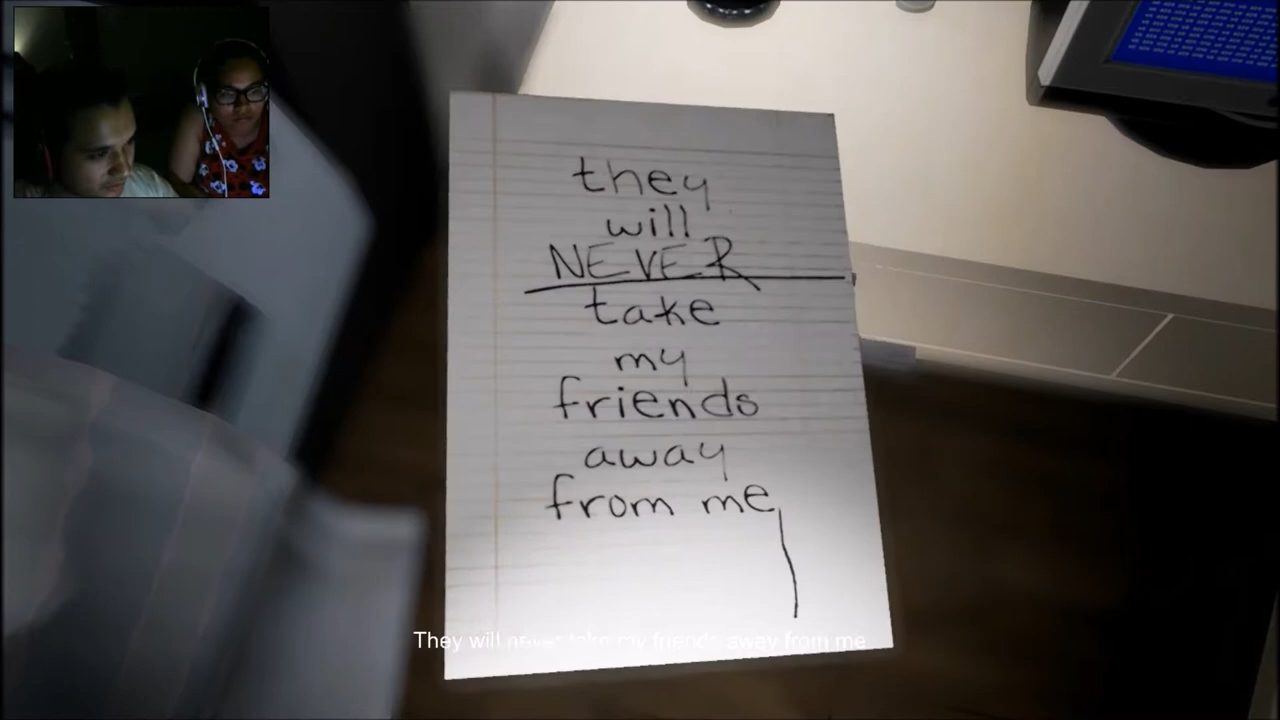 they
will
NEVER
take
my
friends
away
from me
They will never take my friends away from me